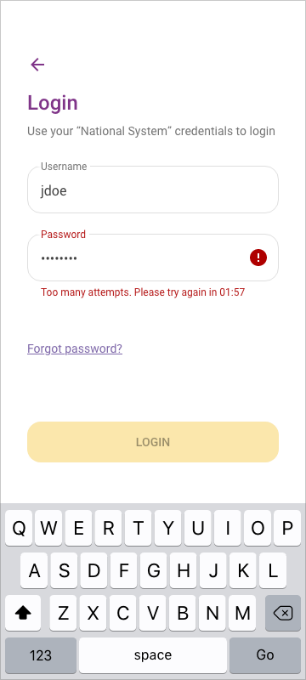 Login
Use your “National System” credentials to login
Username
jdoe
Password
••••••••
Too many attempts. Please try again in 01:57
Forgot password?
LOGIN
Q W E R T Y U I O P
A S D F G H J K L
Z X C V B N M
123 space Go